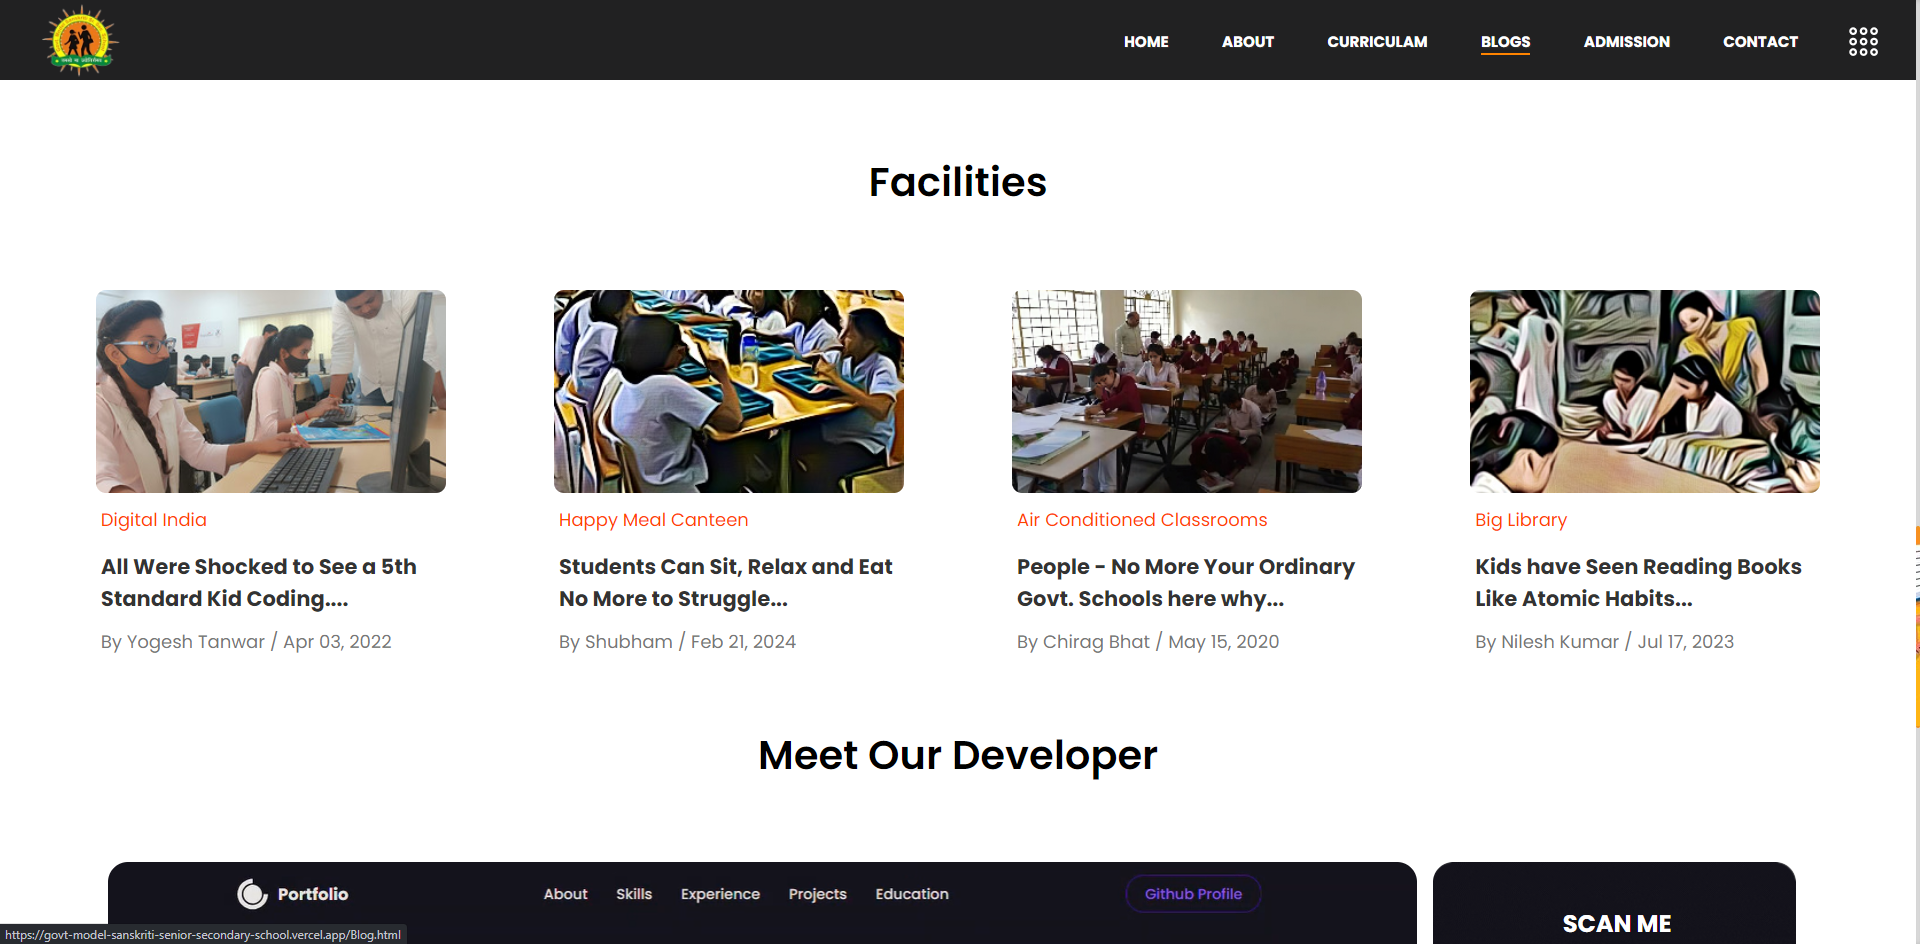 HOME ABOUT CURRICULAM BLOGS ADMISSION CONTACT
Facilities
Digital India
All Were Shocked to See a 5th
Standard Kid Coding....
By Yogesh Tanwar / Apr 03, 2022
Happy Meal Canteen
Students Can Sit, Relax and Eat
No More to Struggle...
By Shubham / Feb 21, 2024
Air Conditioned Classrooms
People - No More Your Ordinary
Govt. Schools here why...
By Chirag Bhat / May 15, 2020
Big Library
Kids have Seen Reading Books
Like Atomic Habits...
By Nilesh Kumar / Jul 17, 2023
Meet Our Developer
Portfolio About Skills Experience Projects Education Github Profile
SCAN ME
https://govt-model-sanskriti-senior-secondary-school.vercel.app/Blog.html